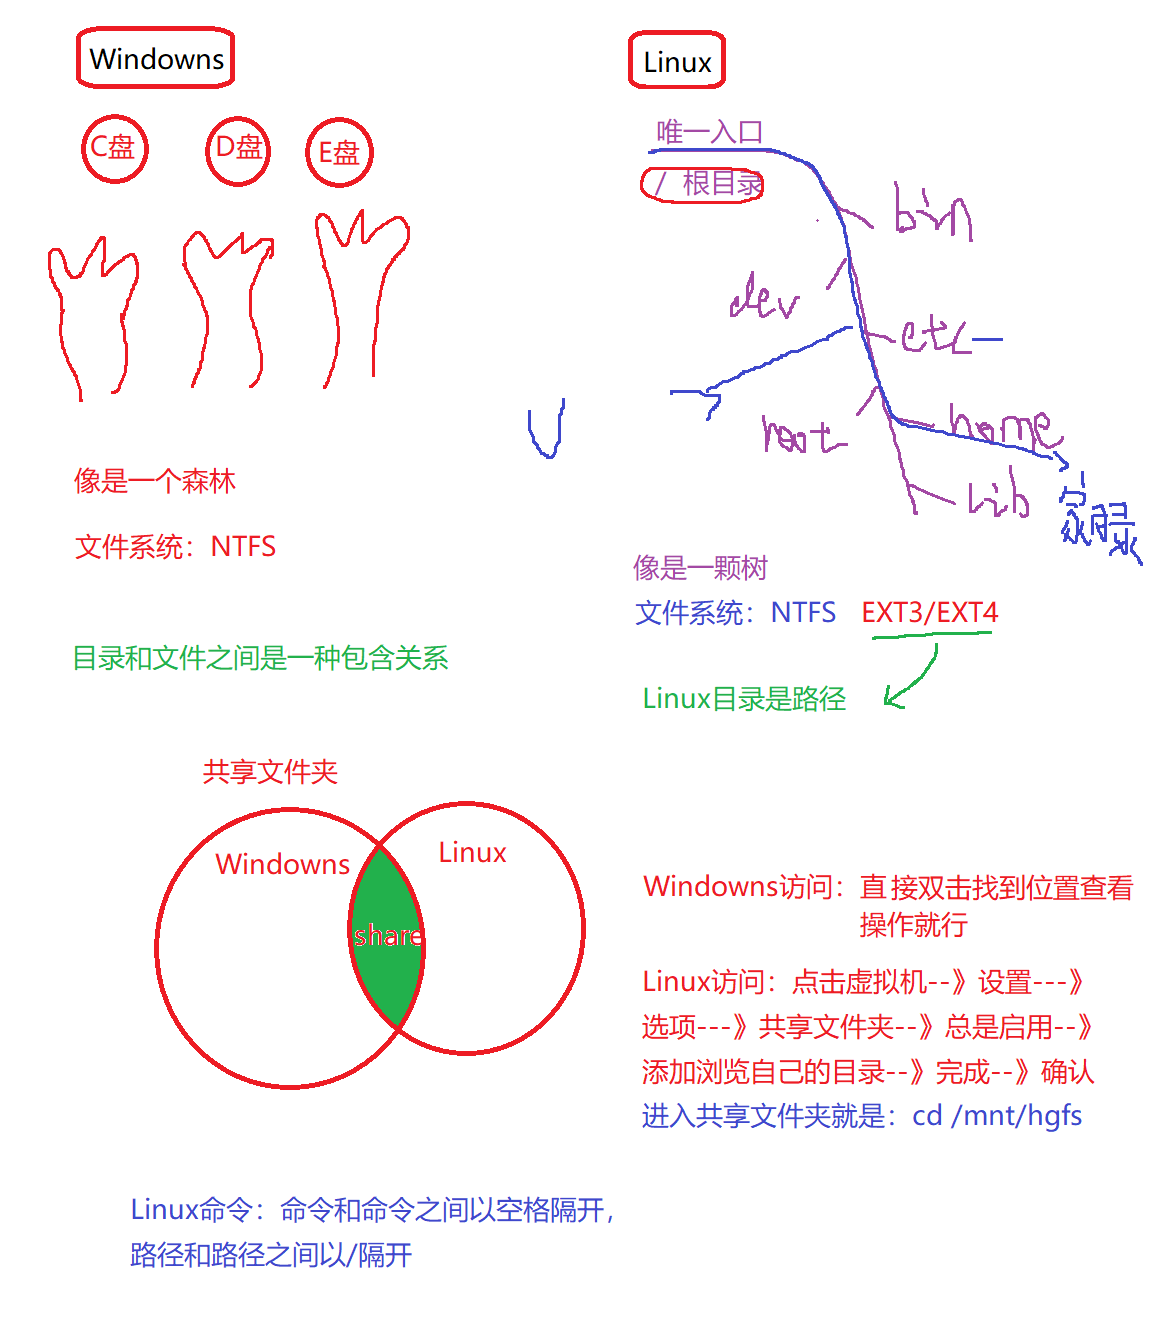 Windowns
C盘
D盘
E盘
像是一个森林
文件系统：NTFS
目录和文件之间是一种包含关系
Linux
唯一入口
/ 根目录
bin
dev
etc
root
home
Lib
家目录
像是一颗树
文件系统：NTFS EXT3/EXT4
Linux目录是路径
共享文件夹
Windowns
Linux
share
Windowns访问：直接双击找到位置查看
操作就行
Linux访问：点击虚拟机--》设置---》
选项---》共享文件夹--》总是启用--》
添加浏览自己的目录--》完成--》确认
进入共享文件夹就是：cd /mnt/hgfs
Linux命令：命令和命令之间以空格隔开，
路径和路径之间以/隔开